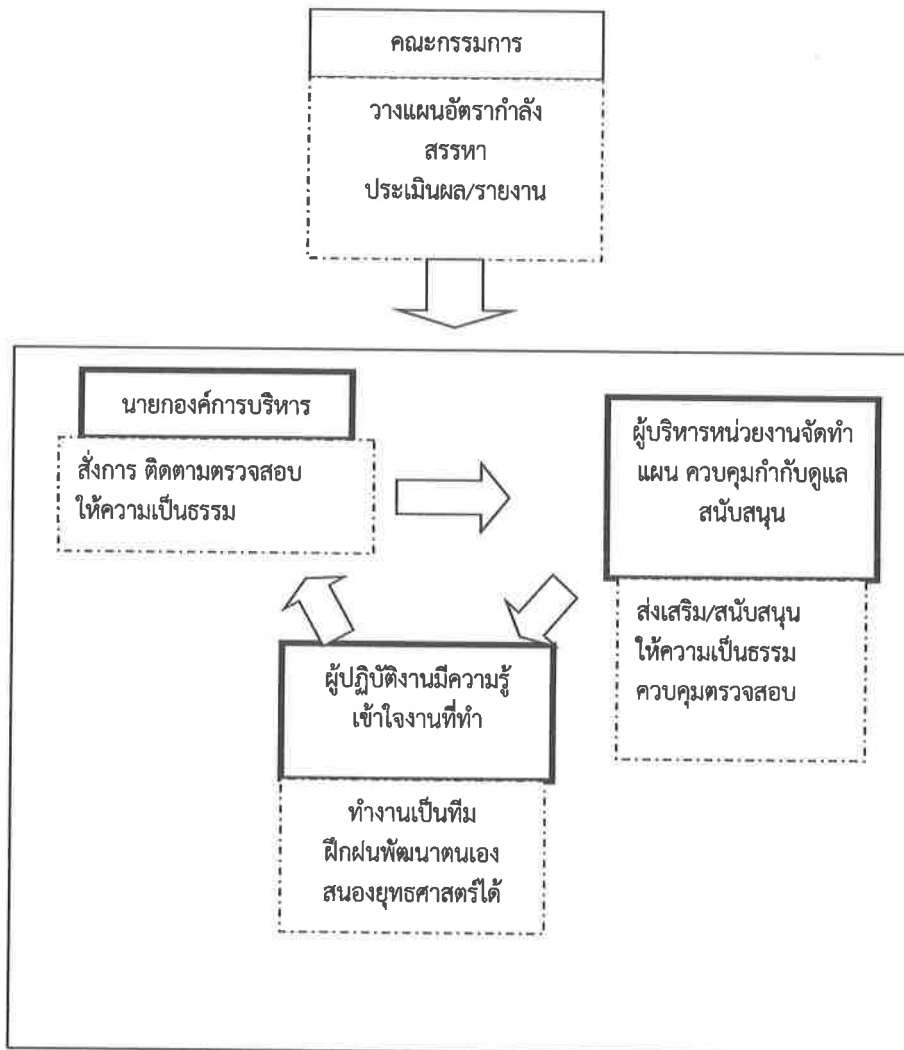 คณะกรรมการ
วางแผนอัตรากำลัง
สรรหา
ประเมินผล/รายงาน
นายกองค์การบริหาร
สั่งการ ติดตามตรวจสอบ
ให้ความเป็นธรรม
ผู้บริหารหน่วยงานจัดทำ
แผน ควบคุมกำกับดูแล
สนับสนุน
ส่งเสริม/สนับสนุน
ให้ความเป็นธรรม
ควบคุมตรวจสอบ
ผู้ปฏิบัติงานมีความรู้
เข้าใจงานที่ทำ
ทำงานเป็นทีม
ฝึกฝนพัฒนาตนเอง
สนองยุทธศาสตร์ได้